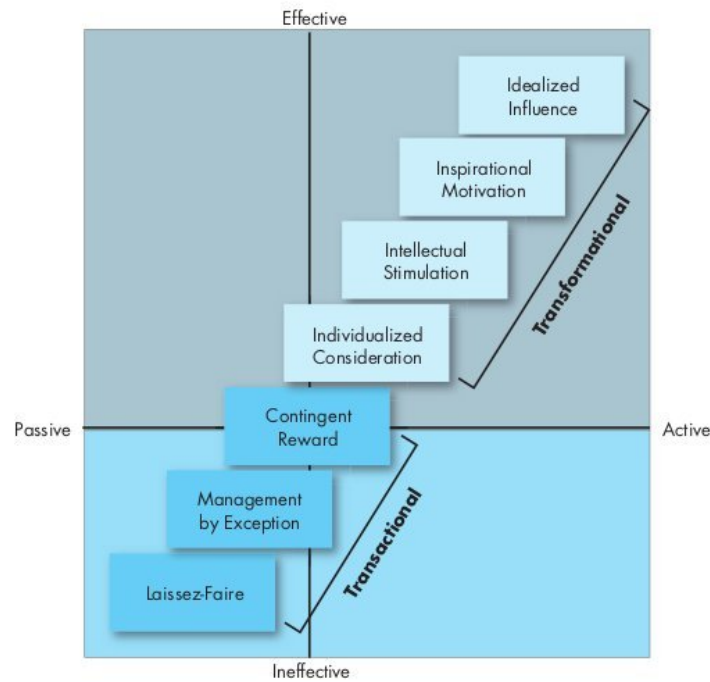 Effective
Idealized
Influence
Inspirational
Motivation
Intellectual
Stimulation
Transformational
Individualized
Consideration
Contingent
Reward
Passive
Active
Management
by Exception
Transactional
Laissez-Faire
Ineffective